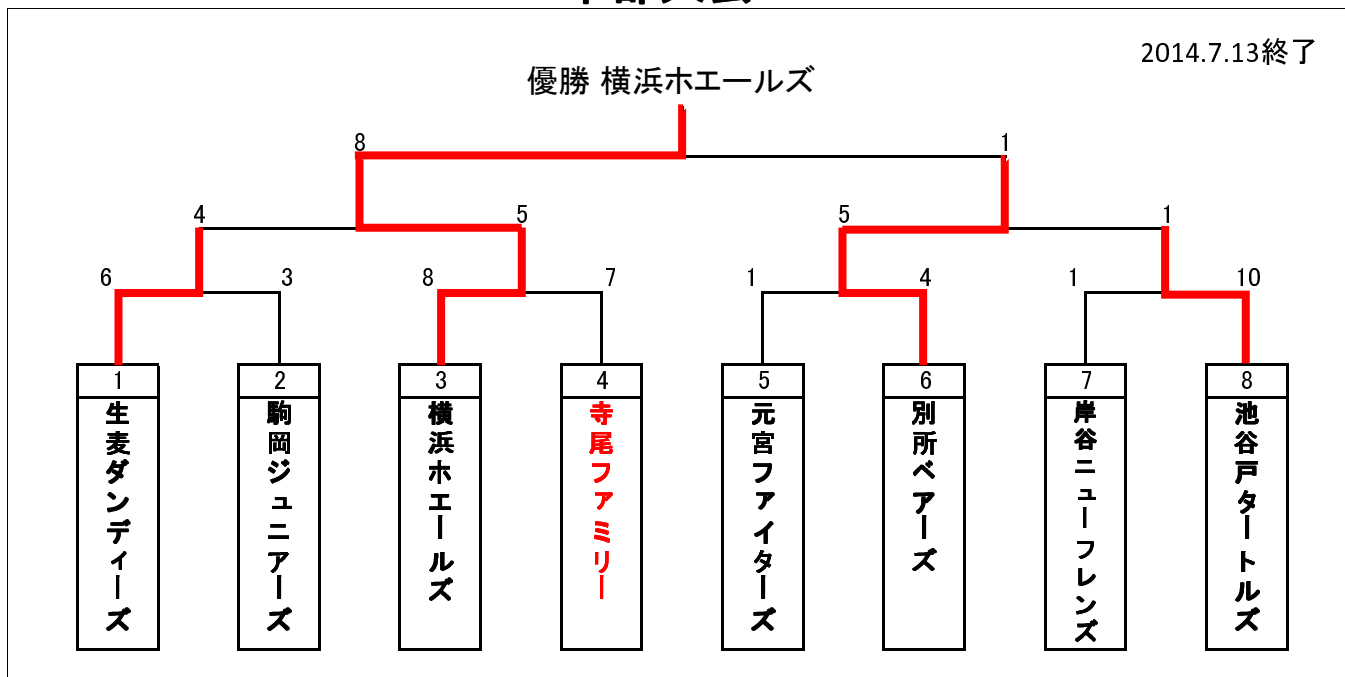 2014.7.13終了
優勝 横浜ホエールズ
8
1
4
5
5
1
6
3
8
7
1
4
1
10
1
2
3
4
5
6
7
8
生麦ダンディーズ
駒岡ジュニアーズ
横浜ホエールズ
寺尾ファミリー
元宮ファイターズ
別所ベアーズ
岸谷ニューフレンズ
池谷戸タートルズ